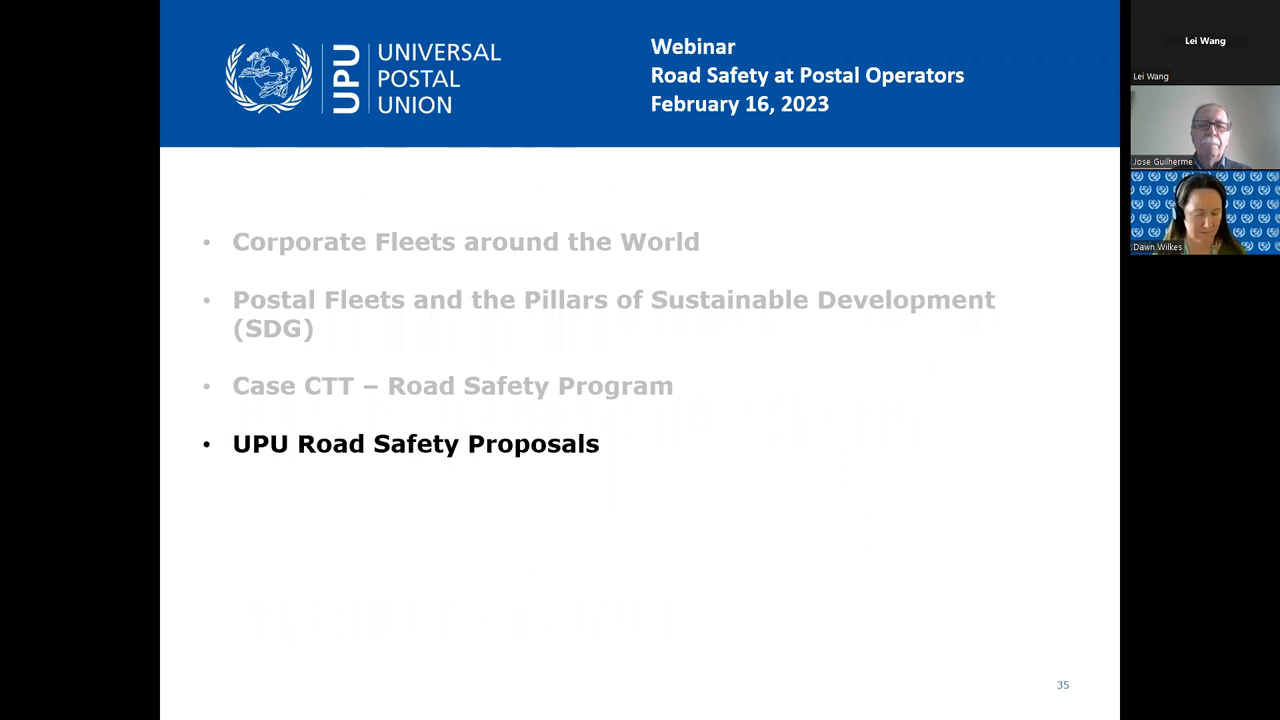 UPU
UNIVERSAL
POSTAL
UNION
Webinar
Road Safety at Postal Operators
February 16, 2023
• Corporate Fleets around the World
• Postal Fleets and the Pillars of Sustainable Development
(SDG)
• Case CTT – Road Safety Program
• UPU Road Safety Proposals
35
Lei Wang
Lei Wang
Jose Guilherme
Dawn Wilkes